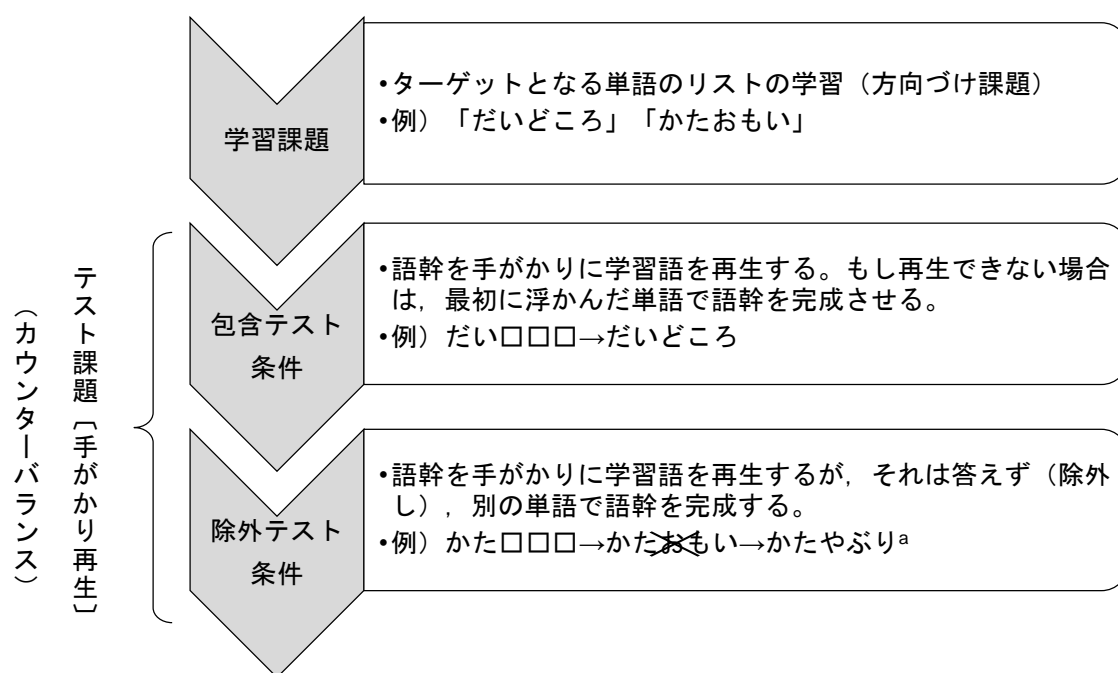 学習課題
•ターゲットとなる単語のリストの学習（方向づけ課題）
•例）「だいどころ」「かたおもい」
テスト課題〔手がかり再生〕
（カウンターバランス）
包含テスト
条件
•語幹を手がかりに学習語を再生する。もし再生できない場合
は，最初に浮かんだ単語で語幹を完成させる。
•例）だい□□□→だいどころ
除外テスト
条件
•語幹を手がかりに学習語を再生するが，それは答えず（除外
し），別の単語で語幹を完成する。
•例）かた□□□→かたおもい→かたやぶりa